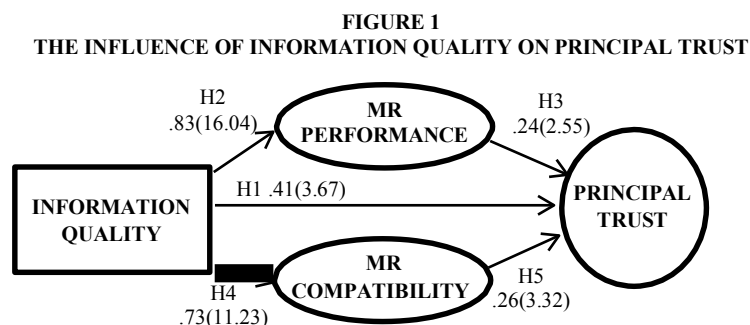 FIGURE 1
THE INFLUENCE OF INFORMATION QUALITY ON PRINCIPAL TRUST
H2
.83(16.04)
MR
PERFORMANCE
H3
.24(2.55)
INFORMATION
QUALITY
H1 .41(3.67)
PRINCIPAL
TRUST
H4
.73(11.23)
MR
COMPATIBILITY
H5
.26(3.32)